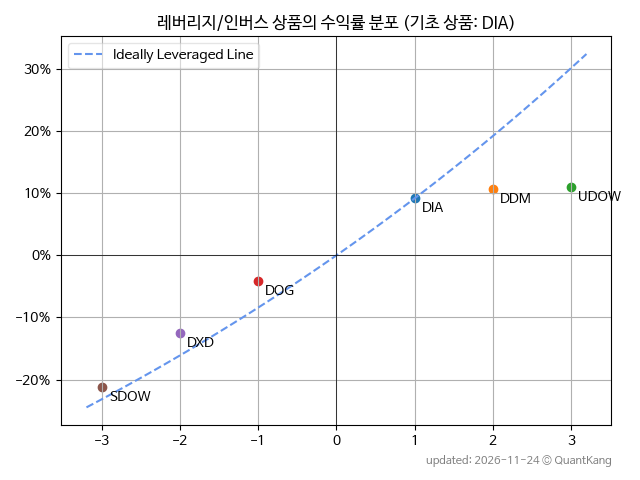 레버리지/인버스 상품의 수익률 분포 (기초 상품: DIA)
Ideally Leveraged Line
30%
20%
10%
0%
−10%
−20%
DIA
DDM
UDOW
DOG
DXD
SDOW
−3 −2 −1 0 1 2 3
updated: 2026-11-24 © QuantKang